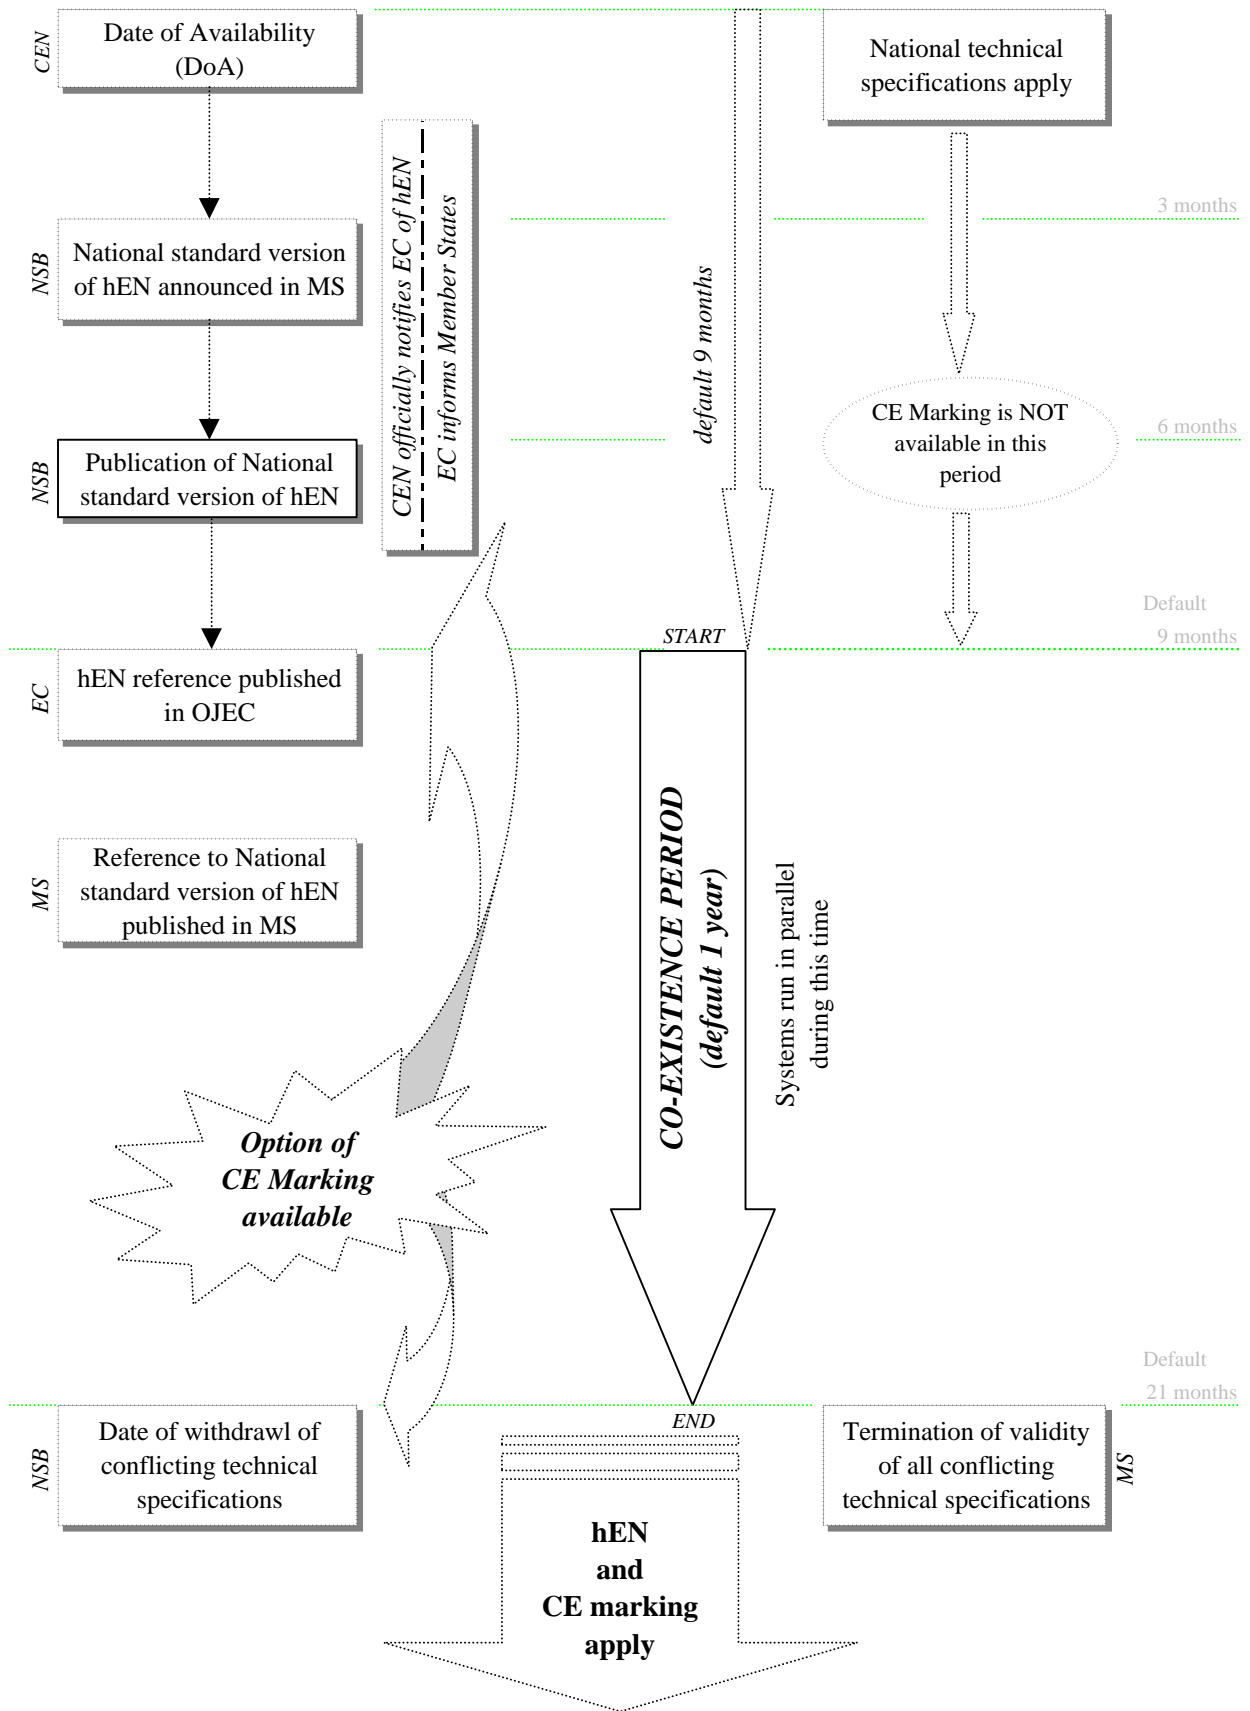 CEN
Date of Availability
(DoA)
National technical
specifications apply
CEN officially notifies EC of hEN
EC informs Member States
3 months
NSB
National standard version
of hEN announced in MS
default 9 months
CE Marking is NOT
available in this
period
6 months
NSB
Publication of National
standard version of hEN
Default
9 months
START
EC
hEN reference published
in OJEC
MS
Reference to National
standard version of hEN
published in MS
CO-EXISTENCE PERIOD
(default 1 year)
Systems run in parallel
during this time
Option of
CE Marking
available
Default
21 months
END
NSB
Date of withdrawl of
conflicting technical
specifications
Termination of validity
of all conflicting
technical specifications
MS
hEN
and
CE marking
apply